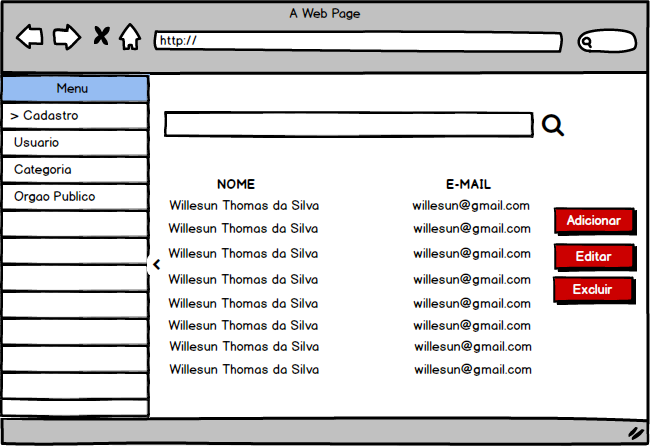 A Web Page
http://
Menu
> Cadastro
Usuario
Categoria
Orgao Publico
NOME E-MAIL
Willesun Thomas da Silva willesun@gmail.com
Willesun Thomas da Silva willesun@gmail.com
Willesun Thomas da Silva willesun@gmail.com
Willesun Thomas da Silva willesun@gmail.com
Willesun Thomas da Silva willesun@gmail.com
Willesun Thomas da Silva willesun@gmail.com
Willesun Thomas da Silva willesun@gmail.com
Willesun Thomas da Silva willesun@gmail.com
Adicionar
Editar
Excluir